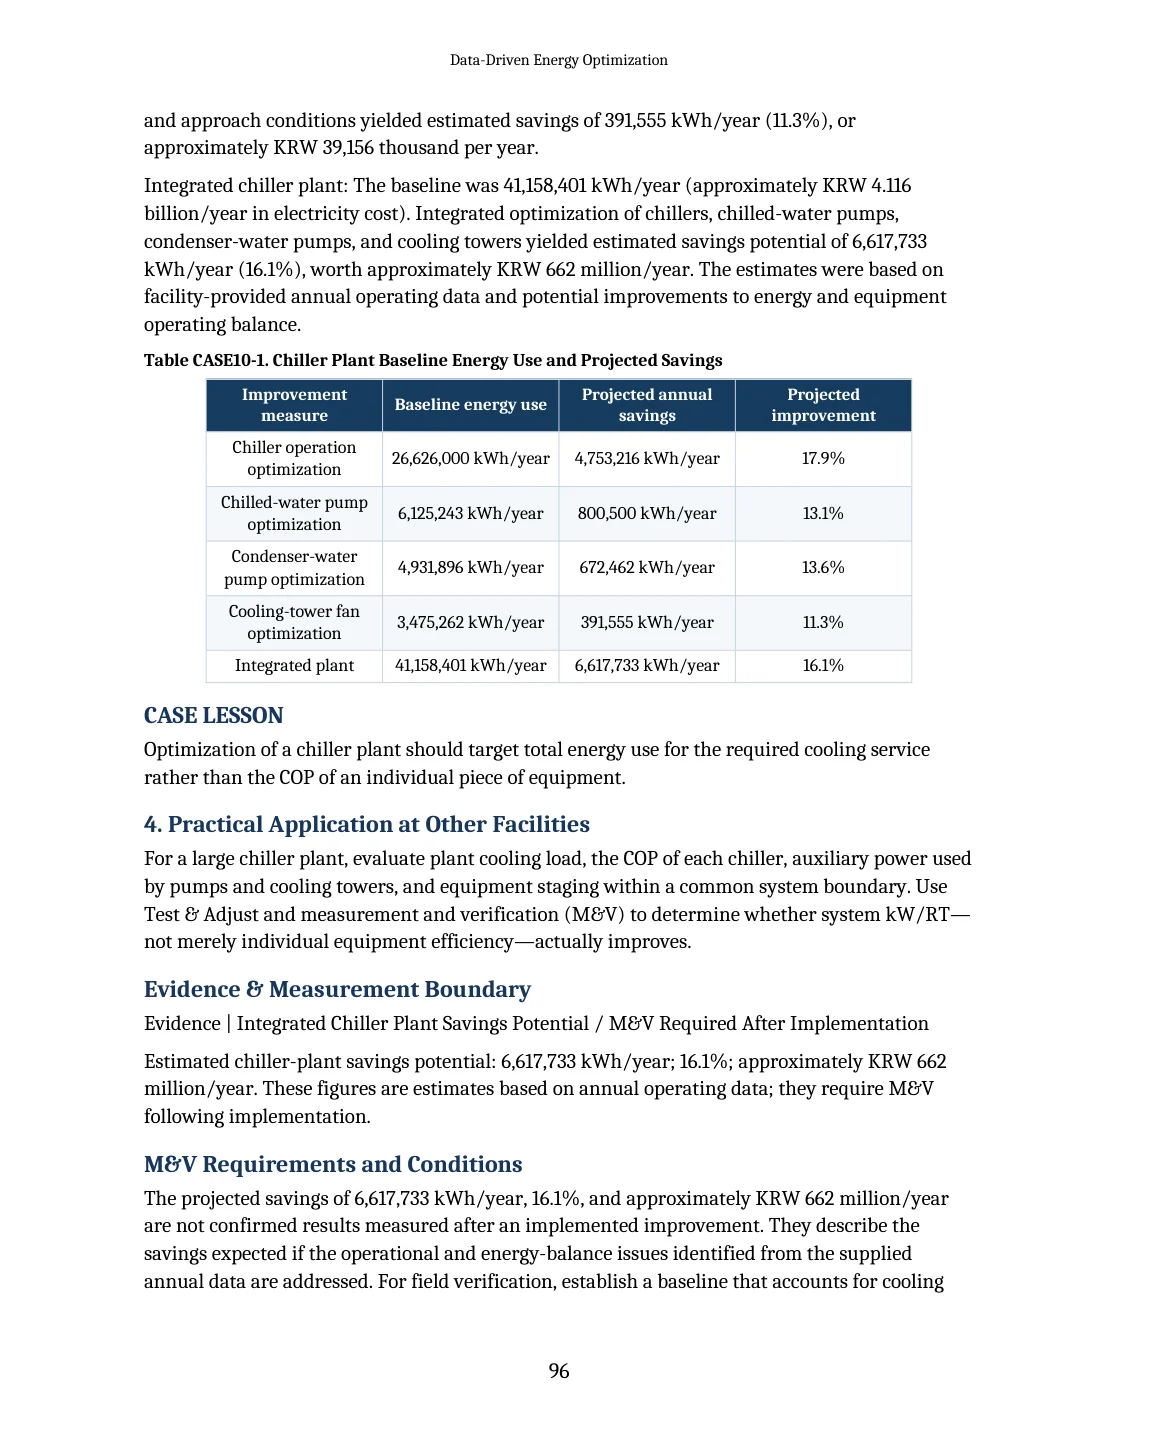 Data-Driven Energy Optimization
and approach conditions yielded estimated savings of 391,555 kWh/year (11.3%), or
approximately KRW 39,156 thousand per year.
Integrated chiller plant: The baseline was 41,158,401 kWh/year (approximately KRW 4.116
billion/year in electricity cost). Integrated optimization of chillers, chilled-water pumps,
condenser-water pumps, and cooling towers yielded estimated savings potential of 6,617,733
kWh/year (16.1%), worth approximately KRW 662 million/year. The estimates were based on
facility-provided annual operating data and potential improvements to energy and equipment
operating balance.
Table CASE10-1. Chiller Plant Baseline Energy Use and Projected Savings
Improvement measure | Baseline energy use | Projected annual savings | Projected improvement
Chiller operation optimization | 26,626,000 kWh/year | 4,753,216 kWh/year | 17.9%
Chilled-water pump optimization | 6,125,243 kWh/year | 800,500 kWh/year | 13.1%
Condenser-water pump optimization | 4,931,896 kWh/year | 672,462 kWh/year | 13.6%
Cooling-tower fan optimization | 3,475,262 kWh/year | 391,555 kWh/year | 11.3%
Integrated plant | 41,158,401 kWh/year | 6,617,733 kWh/year | 16.1%
CASE LESSON
Optimization of a chiller plant should target total energy use for the required cooling service
rather than the COP of an individual piece of equipment.
4. Practical Application at Other Facilities
For a large chiller plant, evaluate plant cooling load, the COP of each chiller, auxiliary power used
by pumps and cooling towers, and equipment staging within a common system boundary. Use
Test & Adjust and measurement and verification (M&V) to determine whether system kW/RT—
not merely individual equipment efficiency—actually improves.
Evidence & Measurement Boundary
Evidence | Integrated Chiller Plant Savings Potential / M&V Required After Implementation
Estimated chiller-plant savings potential: 6,617,733 kWh/year; 16.1%; approximately KRW 662
million/year. These figures are estimates based on annual operating data; they require M&V
following implementation.
M&V Requirements and Conditions
The projected savings of 6,617,733 kWh/year, 16.1%, and approximately KRW 662 million/year
are not confirmed results measured after an implemented improvement. They describe the
savings expected if the operational and energy-balance issues identified from the supplied
annual data are addressed. For field verification, establish a baseline that accounts for cooling
96